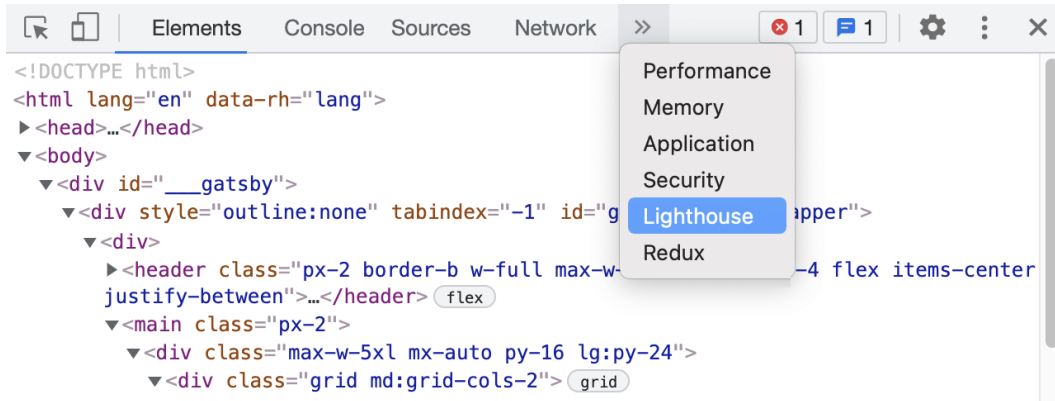 Elements Console Sources Network » 1 1
Performance
Memory
Application
Security
Lighthouse
Redux
<!DOCTYPE html>
<html lang="en" data-rh="lang">
▶<head>…</head>
▼<body>
▼<div id="___gatsby">
▼<div style="outline:none" tabindex="-1" id="g apper">
▼<div>
▶<header class="px-2 border-b w-full max-w- -4 flex items-center
justify-between">…</header> flex
▼<main class="px-2">
▼<div class="max-w-5xl mx-auto py-16 lg:py-24">
▼<div class="grid md:grid-cols-2"> grid